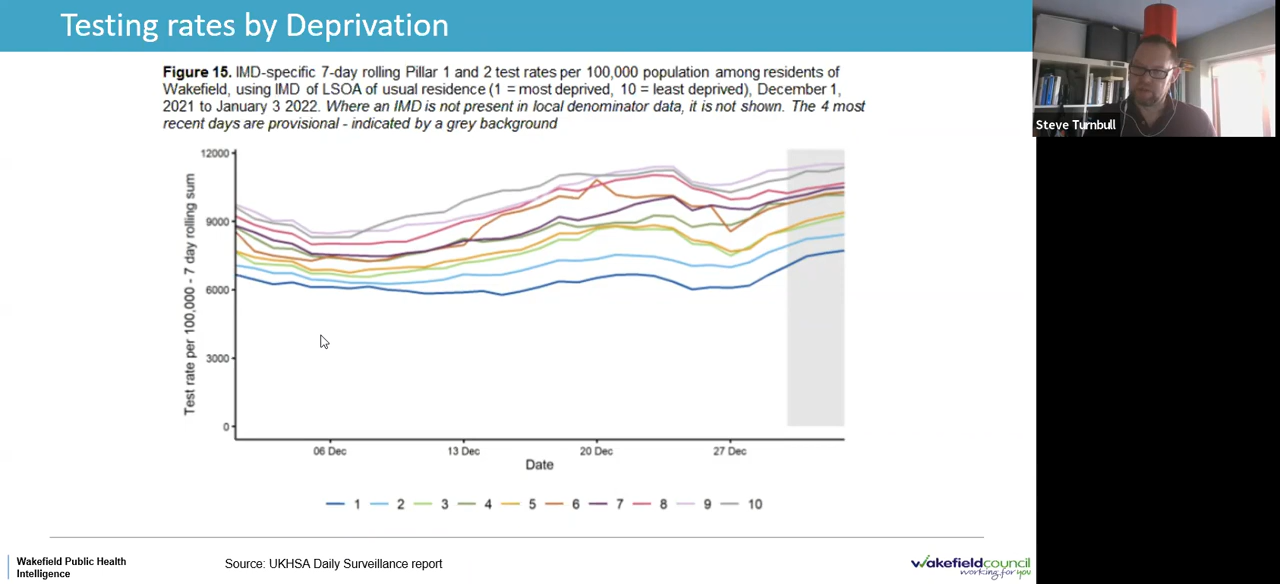 Testing rates by Deprivation
Figure 15. IMD-specific 7-day rolling Pillar 1 and 2 test rates per 100,000 population among residents of
Wakefield, using IMD of LSOA of usual residence (1 = most deprived, 10 = least deprived), December 1,
2021 to January 3 2022. Where an IMD is not present in local denominator data, it is not shown. The 4 most
recent days are provisional - indicated by a grey background
Steve Turnbull
Test rate per 100,000 - 7 day rolling sum
12000
9000
6000
3000
0
06 Dec 13 Dec 20 Dec 27 Dec
Date
1 2 3 4 5 6 7 8 9 10
Wakefield Public Health
Intelligence
Source: UKHSA Daily Surveillance report
wakefieldcouncil
working for you